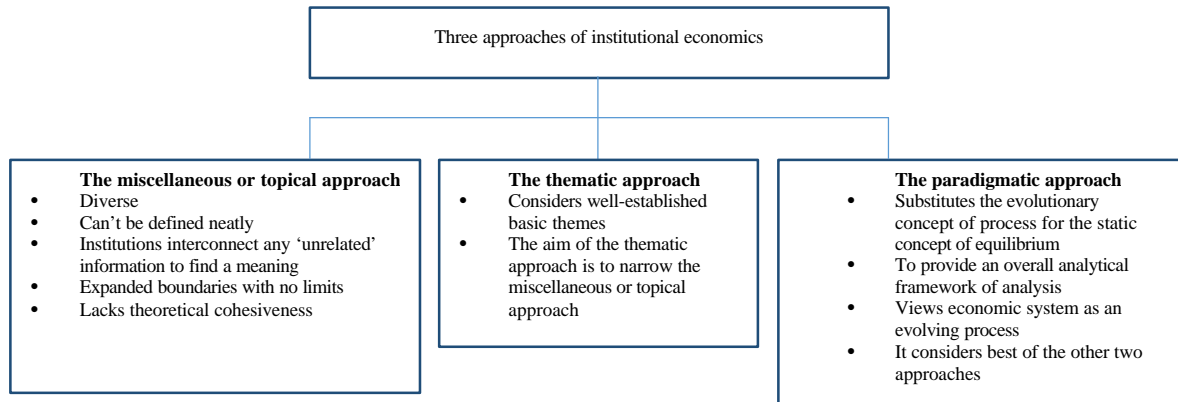 Three approaches of institutional economics
The miscellaneous or topical approach
• Diverse
• Can’t be defined neatly
• Institutions interconnect any ‘unrelated’
information to find a meaning
• Expanded boundaries with no limits
• Lacks theoretical cohesiveness
The thematic approach
• Considers well-established
basic themes
• The aim of the thematic
approach is to narrow the
miscellaneous or topical
approach
The paradigmatic approach
• Substitutes the evolutionary
concept of process for the static
concept of equilibrium
• To provide an overall analytical
framework of analysis
• Views economic system as an
evolving process
• It considers best of the other two
approaches